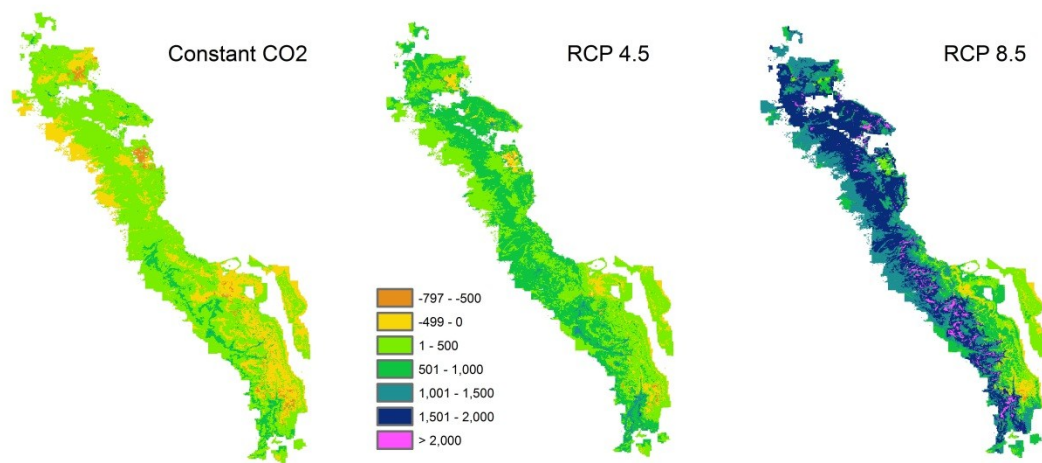 Constant CO2
RCP 4.5
RCP 8.5
-797 - -500
-499 - 0
1 - 500
501 - 1,000
1,001 - 1,500
1,501 - 2,000
> 2,000